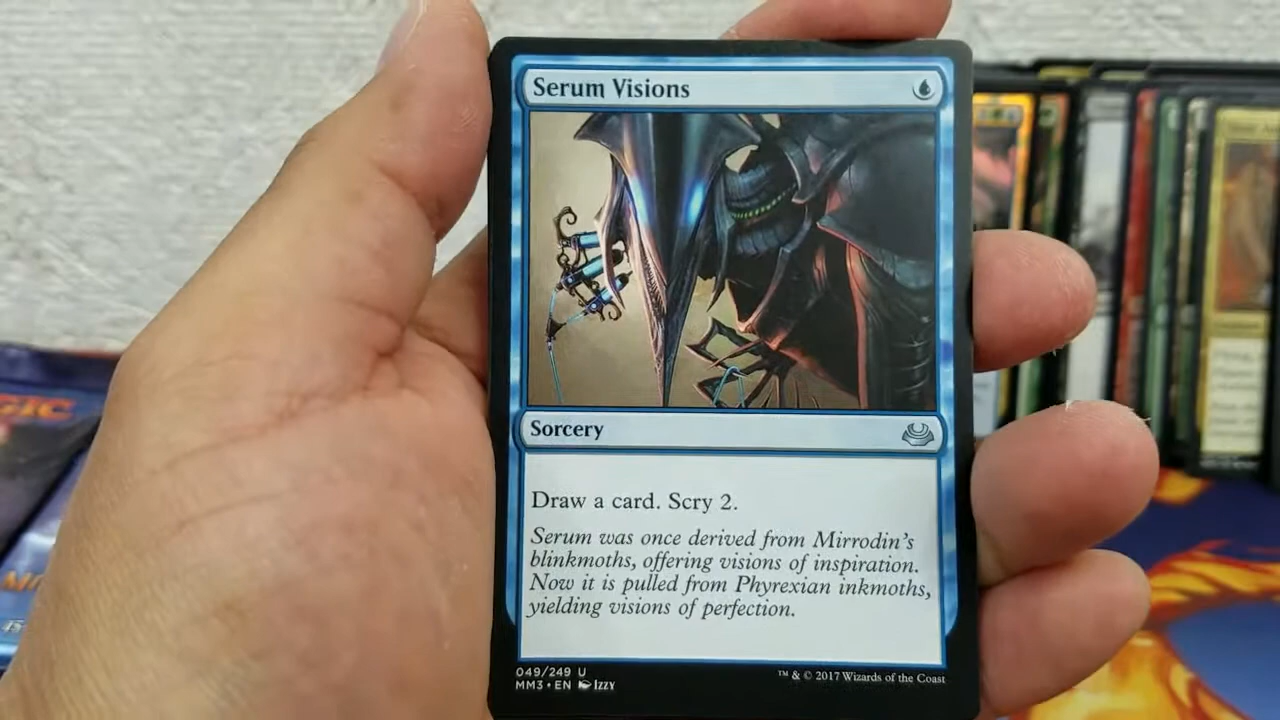 Serum Visions
Sorcery
Draw a card. Scry 2.
Serum was once derived from Mirrodin's
blinkmoths, offering visions of inspiration.
Now it is pulled from Phyrexian inkmoths,
yielding visions of perfection.
049/249 U
MM3 • EN Izzy
™ & © 2017 Wizards of the Coast
GIC